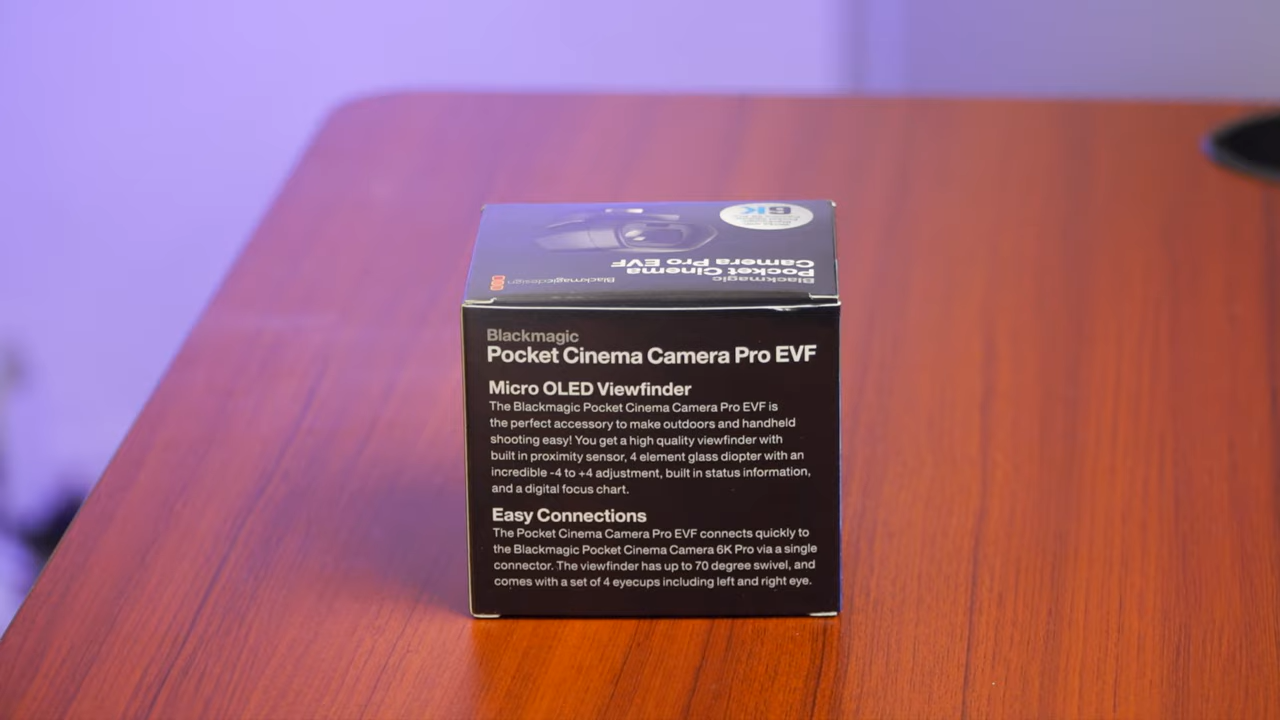 6K
Pocket Cinema
Camera Pro EVF
Blackmagic
Blackmagicdesign
Blackmagic
Pocket Cinema Camera Pro EVF
Micro OLED Viewfinder
The Blackmagic Pocket Cinema Camera Pro EVF is
the perfect accessory to make outdoors and handheld
shooting easy! You get a high quality viewfinder with
built in proximity sensor, 4 element glass diopter with an
incredible -4 to +4 adjustment, built in status information,
and a digital focus chart.
Easy Connections
The Pocket Cinema Camera Pro EVF connects quickly to
the Blackmagic Pocket Cinema Camera 6K Pro via a single
connector. The viewfinder has up to 70 degree swivel, and
comes with a set of 4 eyecups including left and right eye.